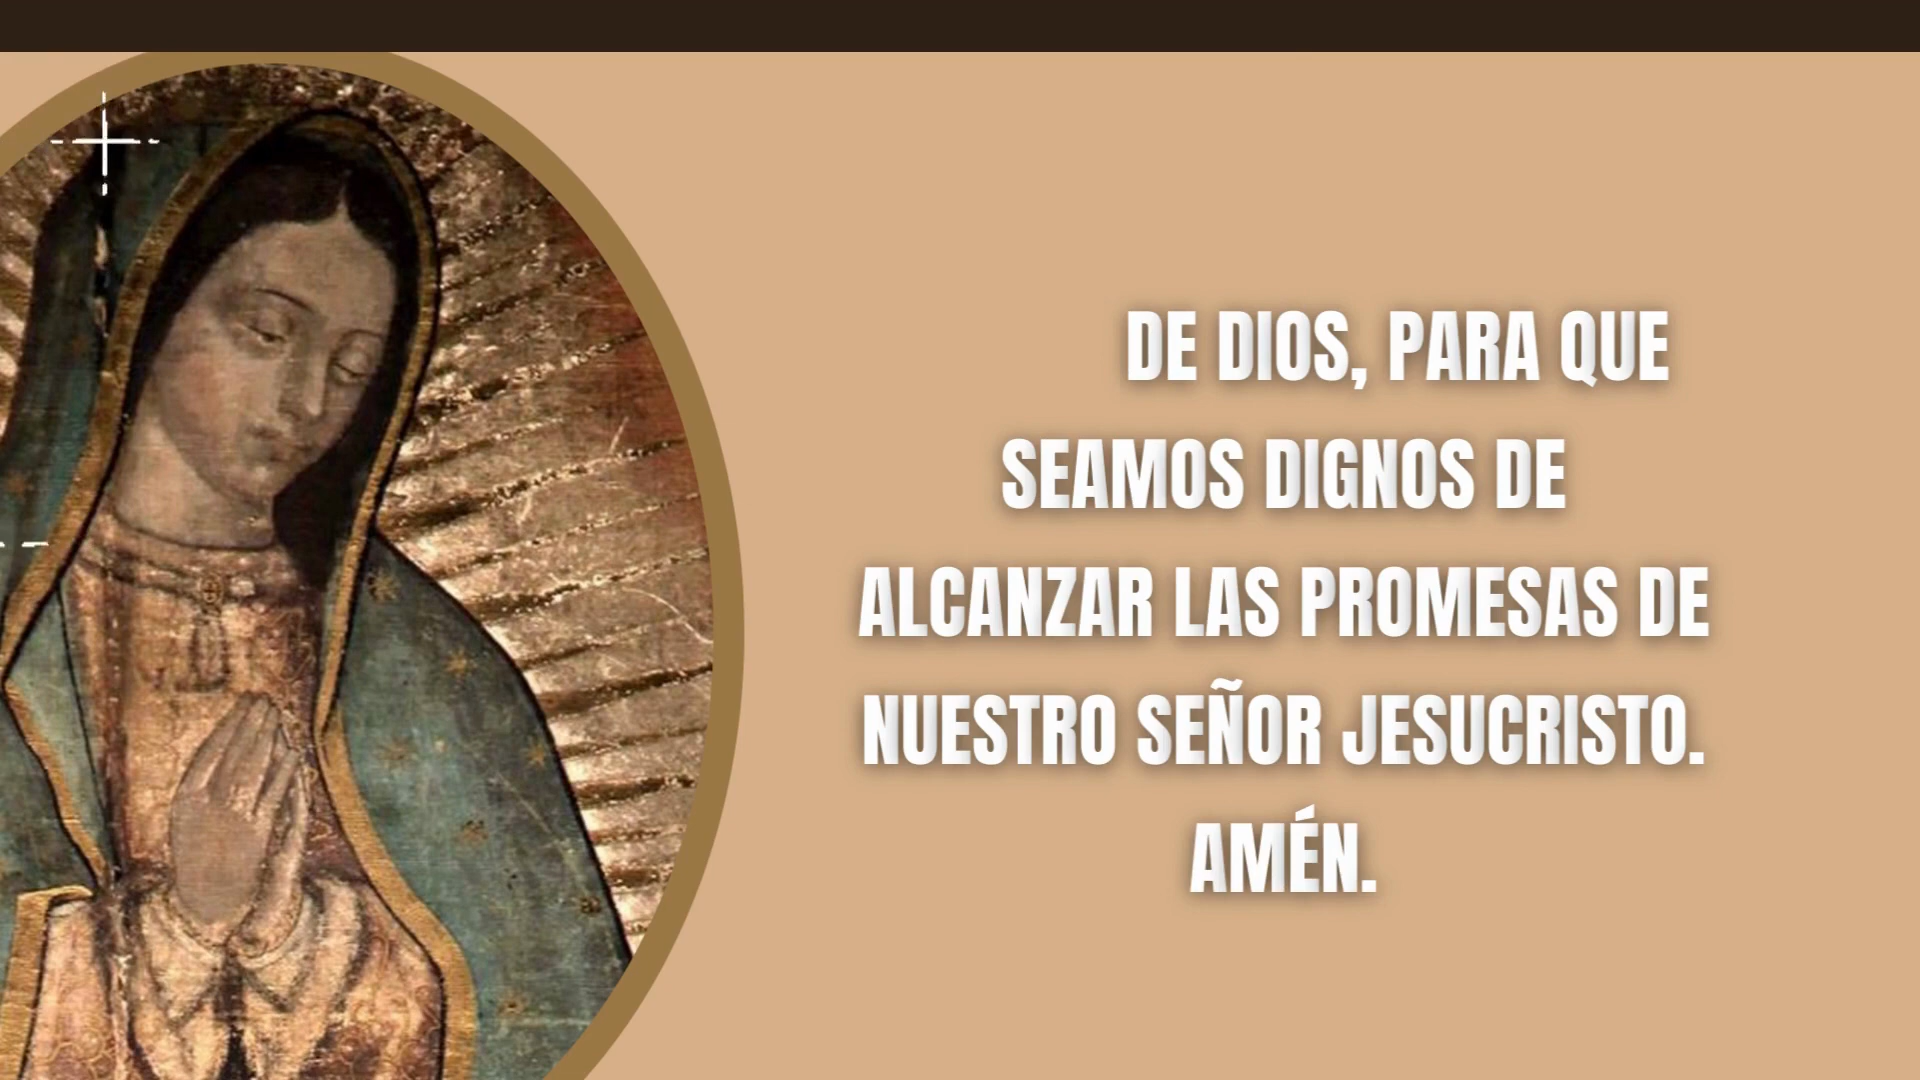 DE DIOS, PARA QUE
SEAMOS DIGNOS DE
ALCANZAR LAS PROMESAS DE
NUESTRO SEÑOR JESUCRISTO.
AMÉN.